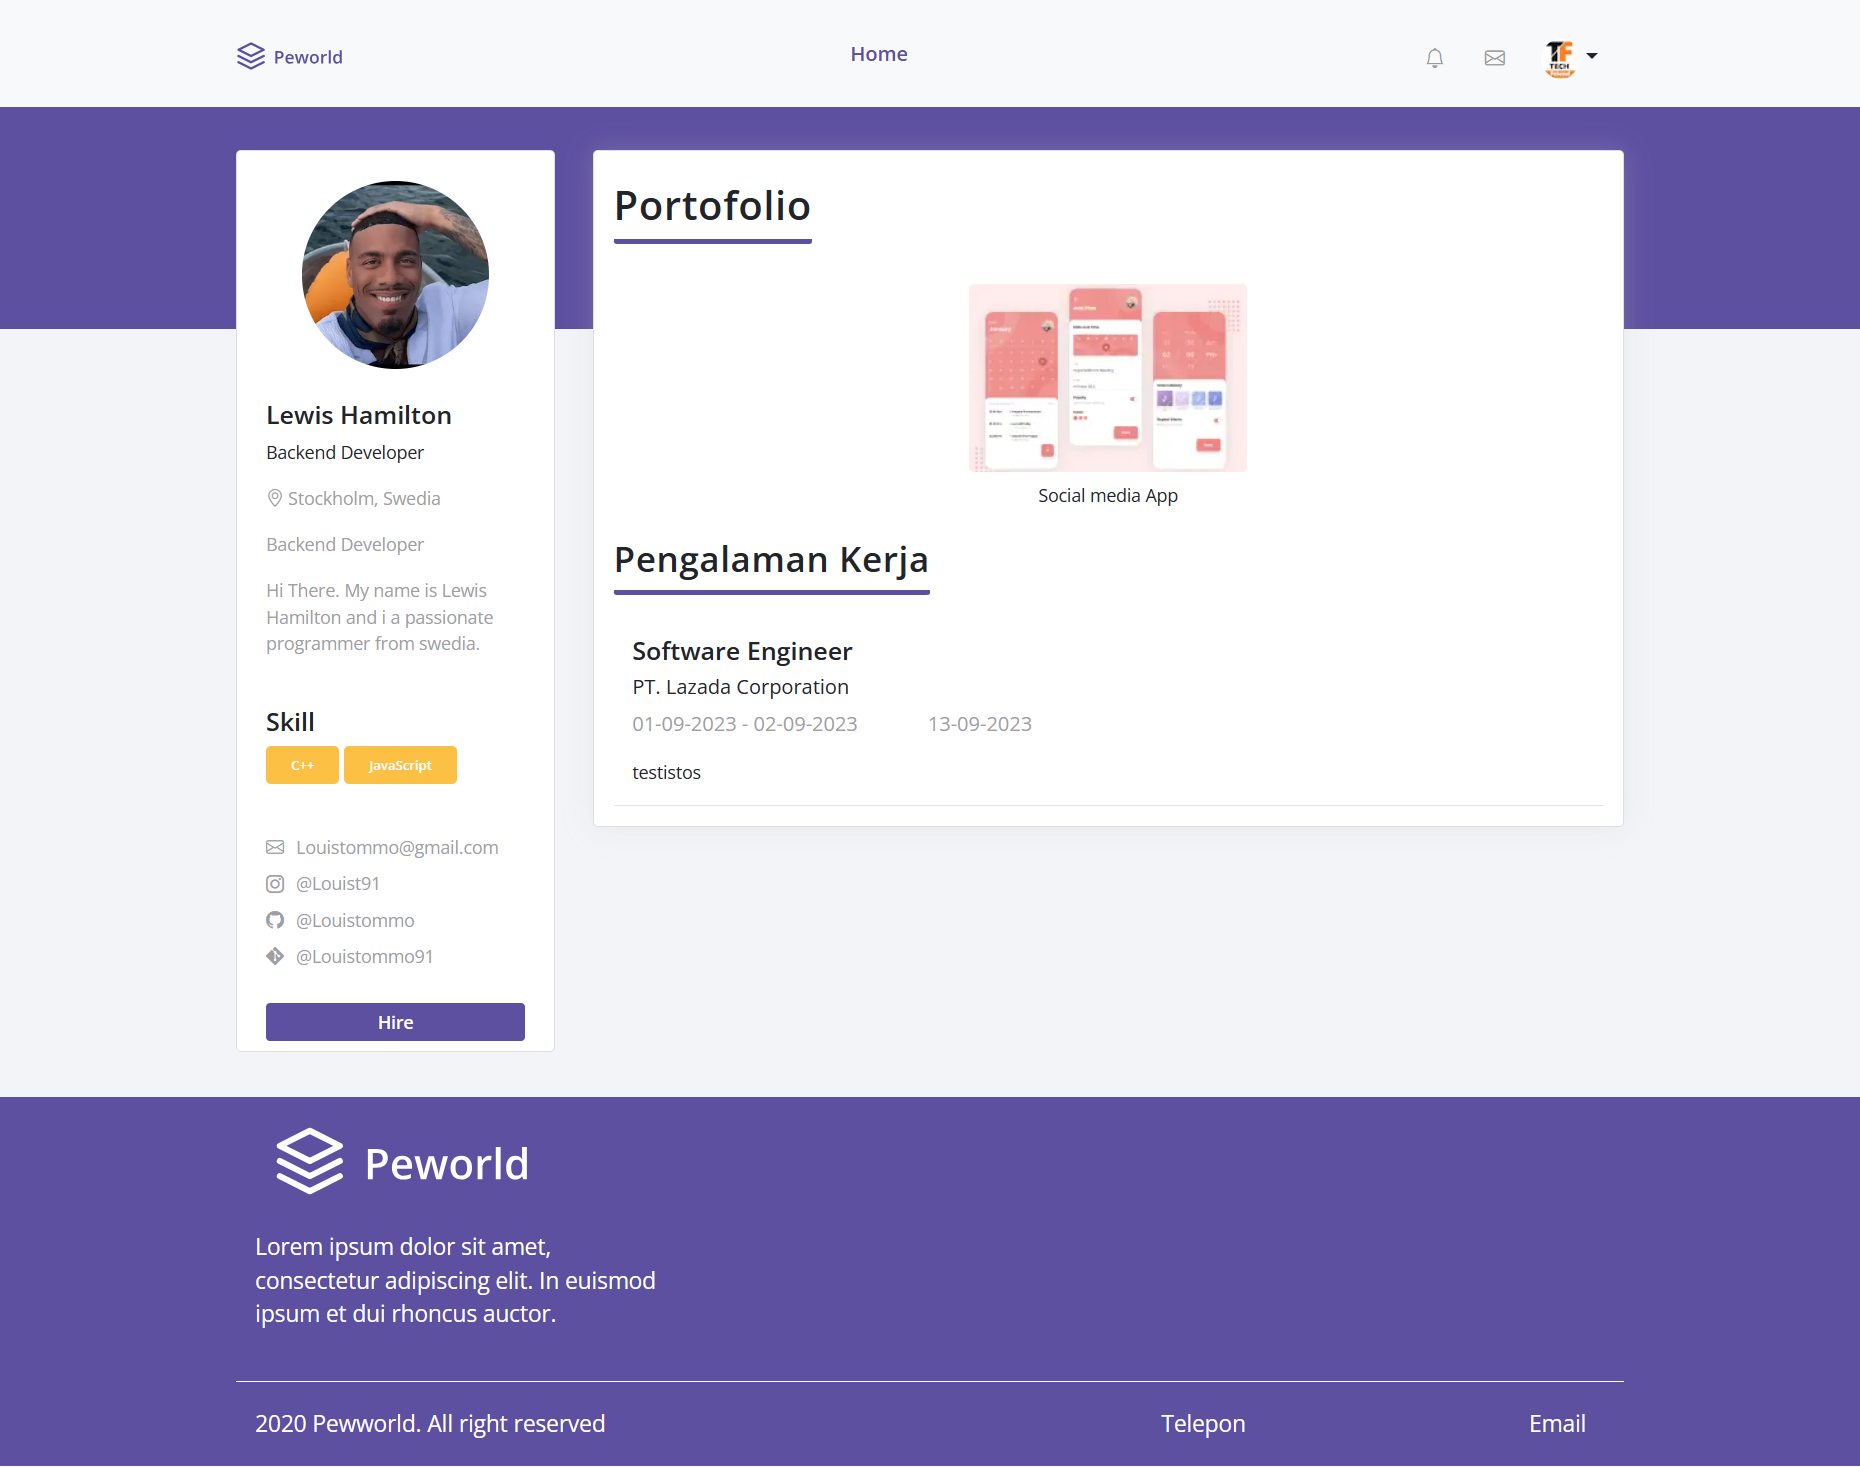 Peworld
Home
TF
TECH
Lewis Hamilton
Backend Developer
Stockholm, Swedia
Backend Developer
Hi There. My name is Lewis
Hamilton and i a passionate
programmer from swedia.
Skill
C++ JavaScript
Louistommo@gmail.com
@Louist91
@Louistommo
@Louistommo91
Hire
Portofolio
Social media App
Pengalaman Kerja
Software Engineer
PT. Lazada Corporation
01-09-2023 - 02-09-2023 13-09-2023
testistos
Peworld
Lorem ipsum dolor sit amet,
consectetur adipiscing elit. In euismod
ipsum et dui rhoncus auctor.
2020 Pewworld. All right reserved Telepon Email